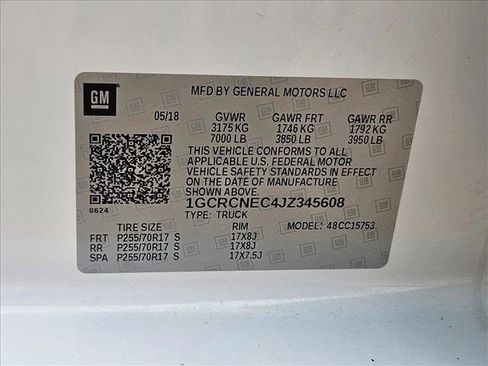 GM
MFD BY GENERAL MOTORS LLC
05/18 GVWR GAWR FRT GAWR RR
3175 KG 1746 KG 1792 KG
7000 LB 3850 LB 3950 LB
THIS VEHICLE CONFORMS TO ALL
APPLICABLE U.S. FEDERAL MOTOR
VEHICLE SAFETY STANDARDS IN EFFECT
ON THE DATE OF MANUFACTURE
SHOWN ABOVE.
8624
1GCRCNEC4JZ345608
TYPE: TRUCK
TIRE SIZE RIM MODEL: 48CC15753
FRT P255/70R17 S 17X8J
RR P255/70R17 S 17X8J
SPA P255/70R17 S 17X7.5J